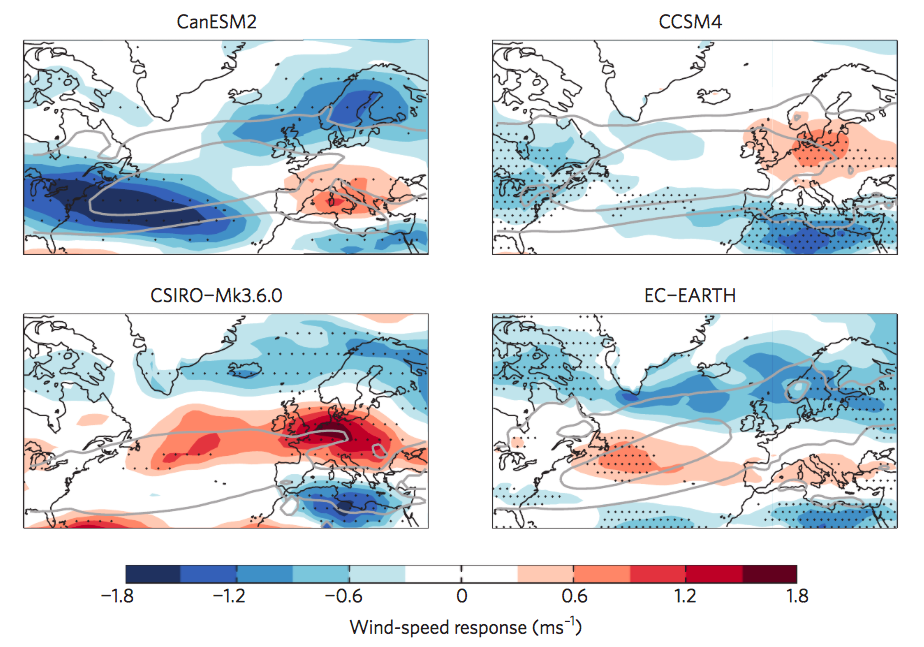 CanESM2
CCSM4
CSIRO−Mk3.6.0
EC−EARTH
−1.8 −1.2 −0.6 0 0.6 1.2 1.8
Wind-speed response (ms⁻¹)